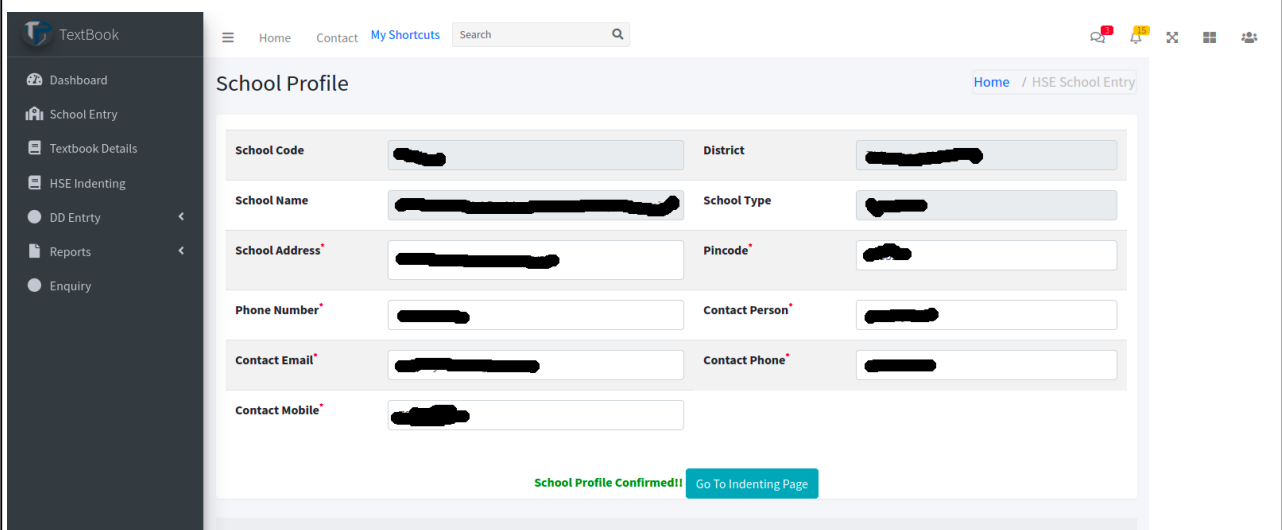 TextBook
Home Contact My Shortcuts Search 3 15
Dashboard
School Entry
Textbook Details
HSE Indenting
DD Entrty
Reports
Enquiry
School Profile
Home / HSE School Entry
School Code District
School Name School Type
School Address* Pincode*
Phone Number* Contact Person*
Contact Email* Contact Phone*
Contact Mobile*
School Profile Confirmed!! Go To Indenting Page